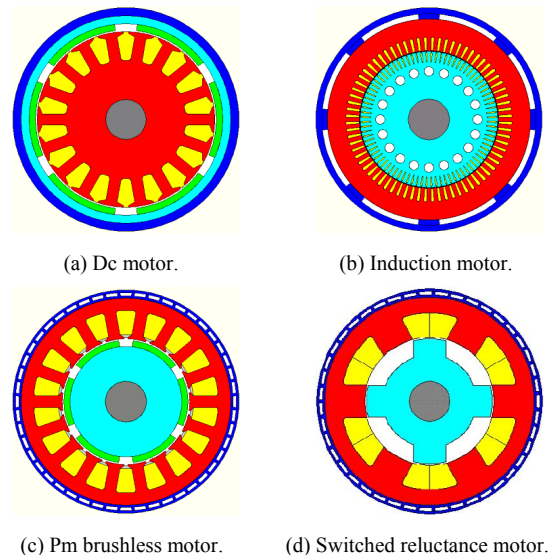 (a) Dc motor.
(b) Induction motor.
(c) Pm brushless motor.
(d) Switched reluctance motor.